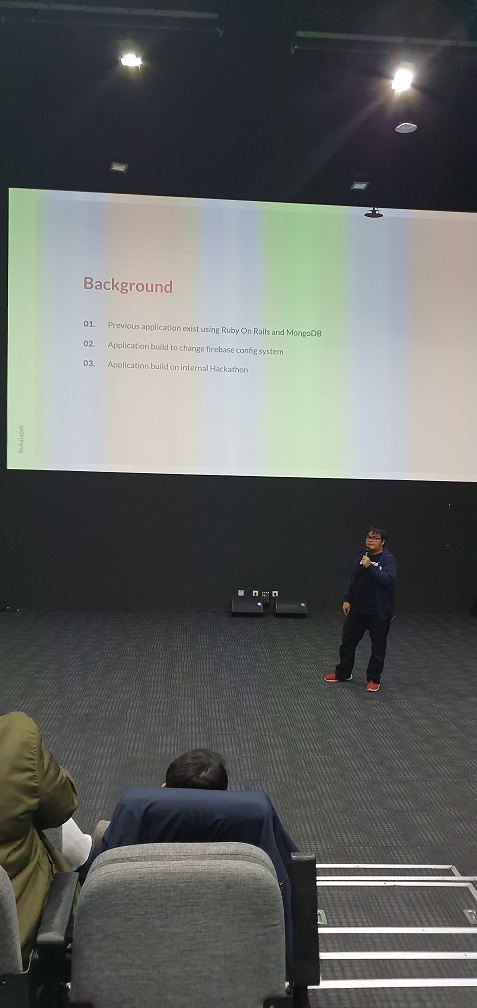 Background
01. Previous application exist using Ruby On Rails and MongoDB
02. Application build to change firebase config system
03. Application build on internal Hackathon
Bukalapak